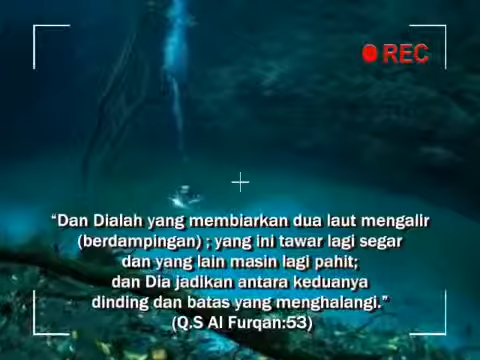 REC
“Dan Dialah yang membiarkan dua laut mengalir
(berdampingan) ; yang ini tawar lagi segar
dan yang lain masin lagi pahit;
dan Dia jadikan antara keduanya
dinding dan batas yang menghalangi.”
(Q.S Al Furqan:53)